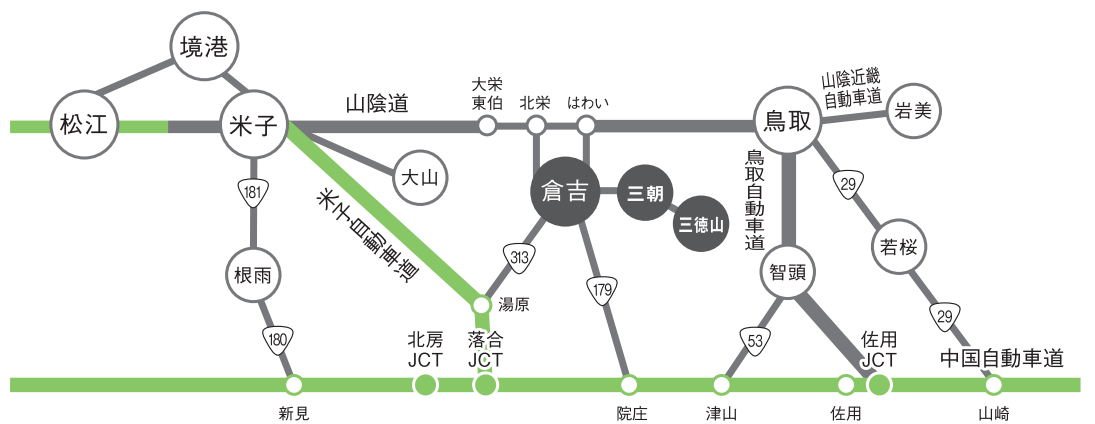 境港
松江
米子
山陰道
大栄
東伯
北栄
はわい
鳥取
山陰近畿
自動車道
岩美
大山
倉吉
三朝
三徳山
鳥取自動車道
181
米子自動車道
29
根雨
313
179
智頭
若桜
湯原
180
北房
JCT
落合
JCT
53
佐用
JCT
29
中国自動車道
新見
院庄
津山
佐用
山崎